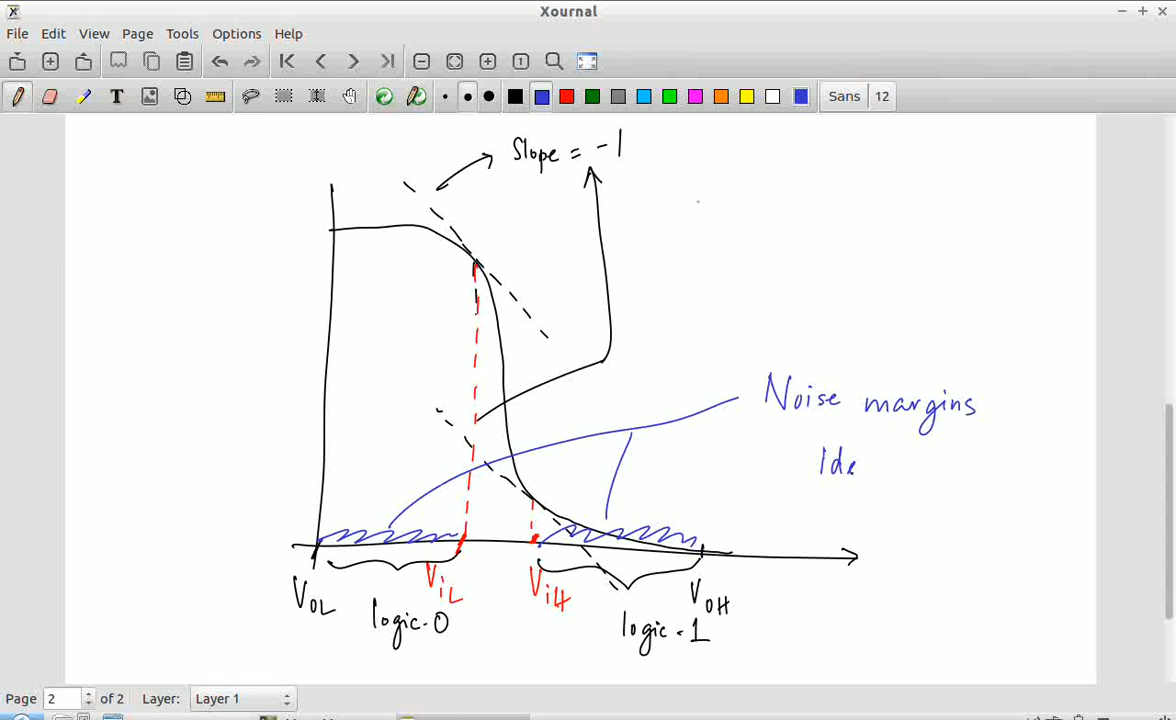 Xournal
File Edit View Page Tools Options Help
Sans 12
Slope = -1
Noise margins
Ide
VOL
ViL
ViH
VOH
logic-0
logic-1
Page 2 of 2 Layer: Layer 1